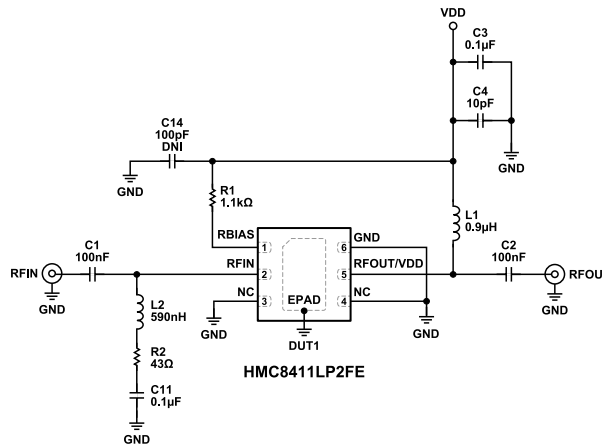 VDD
C3
0.1µF
C4
10pF
GND
C14
100pF
DNI
GND
R1
1.1kΩ
L1
0.9µH
RBIAS
GND
1
6
C1
100nF
RFIN
RFOUT/VDD
C2
100nF
RFIN
2
5
RFOU
GND
NC
NC
GND
3
EPAD
4
GND
GND
L2
590nH
DUT1
R2
43Ω
HMC8411LP2FE
C11
0.1µF
GND